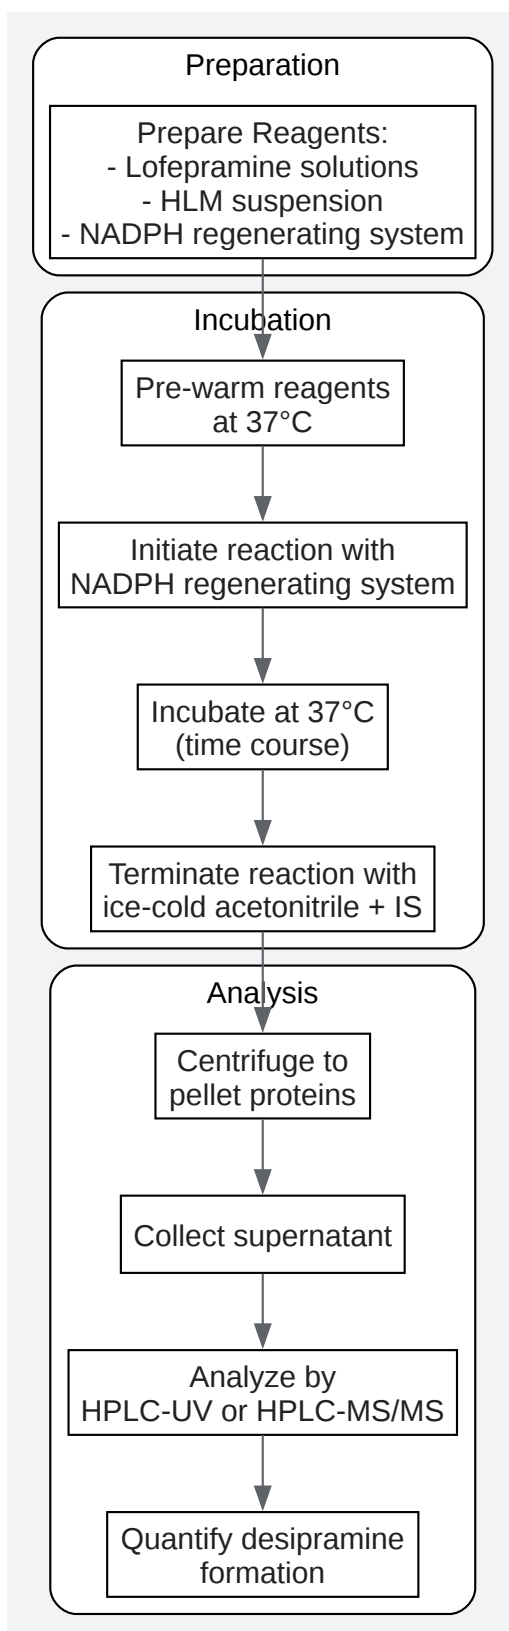 Preparation
Prepare Reagents:
- Lofepramine solutions
- HLM suspension
- NADPH regenerating system
Incubation
Pre-warm reagents
at 37°C
Initiate reaction with
NADPH regenerating system
Incubate at 37°C
(time course)
Terminate reaction with
ice-cold acetonitrile + IS
Analysis
Centrifuge to
pellet proteins
Collect supernatant
Analyze by
HPLC-UV or HPLC-MS/MS
Quantify desipramine
formation